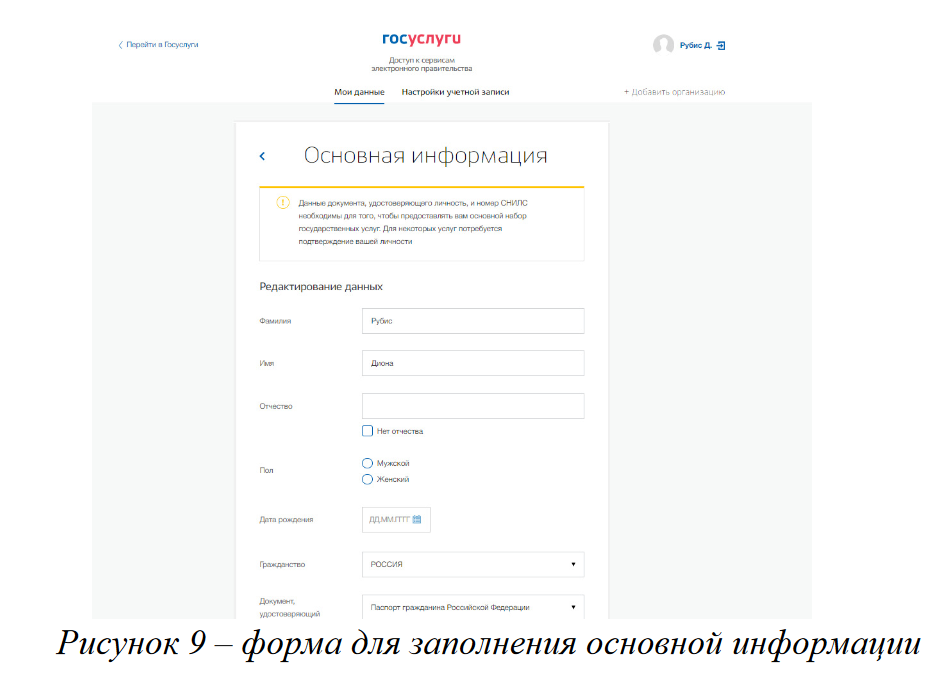 Перейти в Госуслуги
госуслуги
Рубис Д.
Доступ к сервисам
электронного правительства
Мои данные
Настройки учетной записи
+ Добавить организацию
Основная информация
Данные документа, удостоверяющего личность, и номер СНИЛС
необходимы для того, чтобы предоставлять вам основной набор
государственных услуг. Для некоторых услуг потребуется
подтверждение вашей личности
Редактирование данных
Фамилия
Рубис
Имя
Диона
Отчество
Нет отчества
Пол
Мужской
Женский
Дата рождения
ДД.ММ.ГГГГ
Гражданство
РОССИЯ
Документ,
удостоверяющий
Паспорт гражданина Российской Федерации
Рисунок 9 – форма для заполнения основной информации